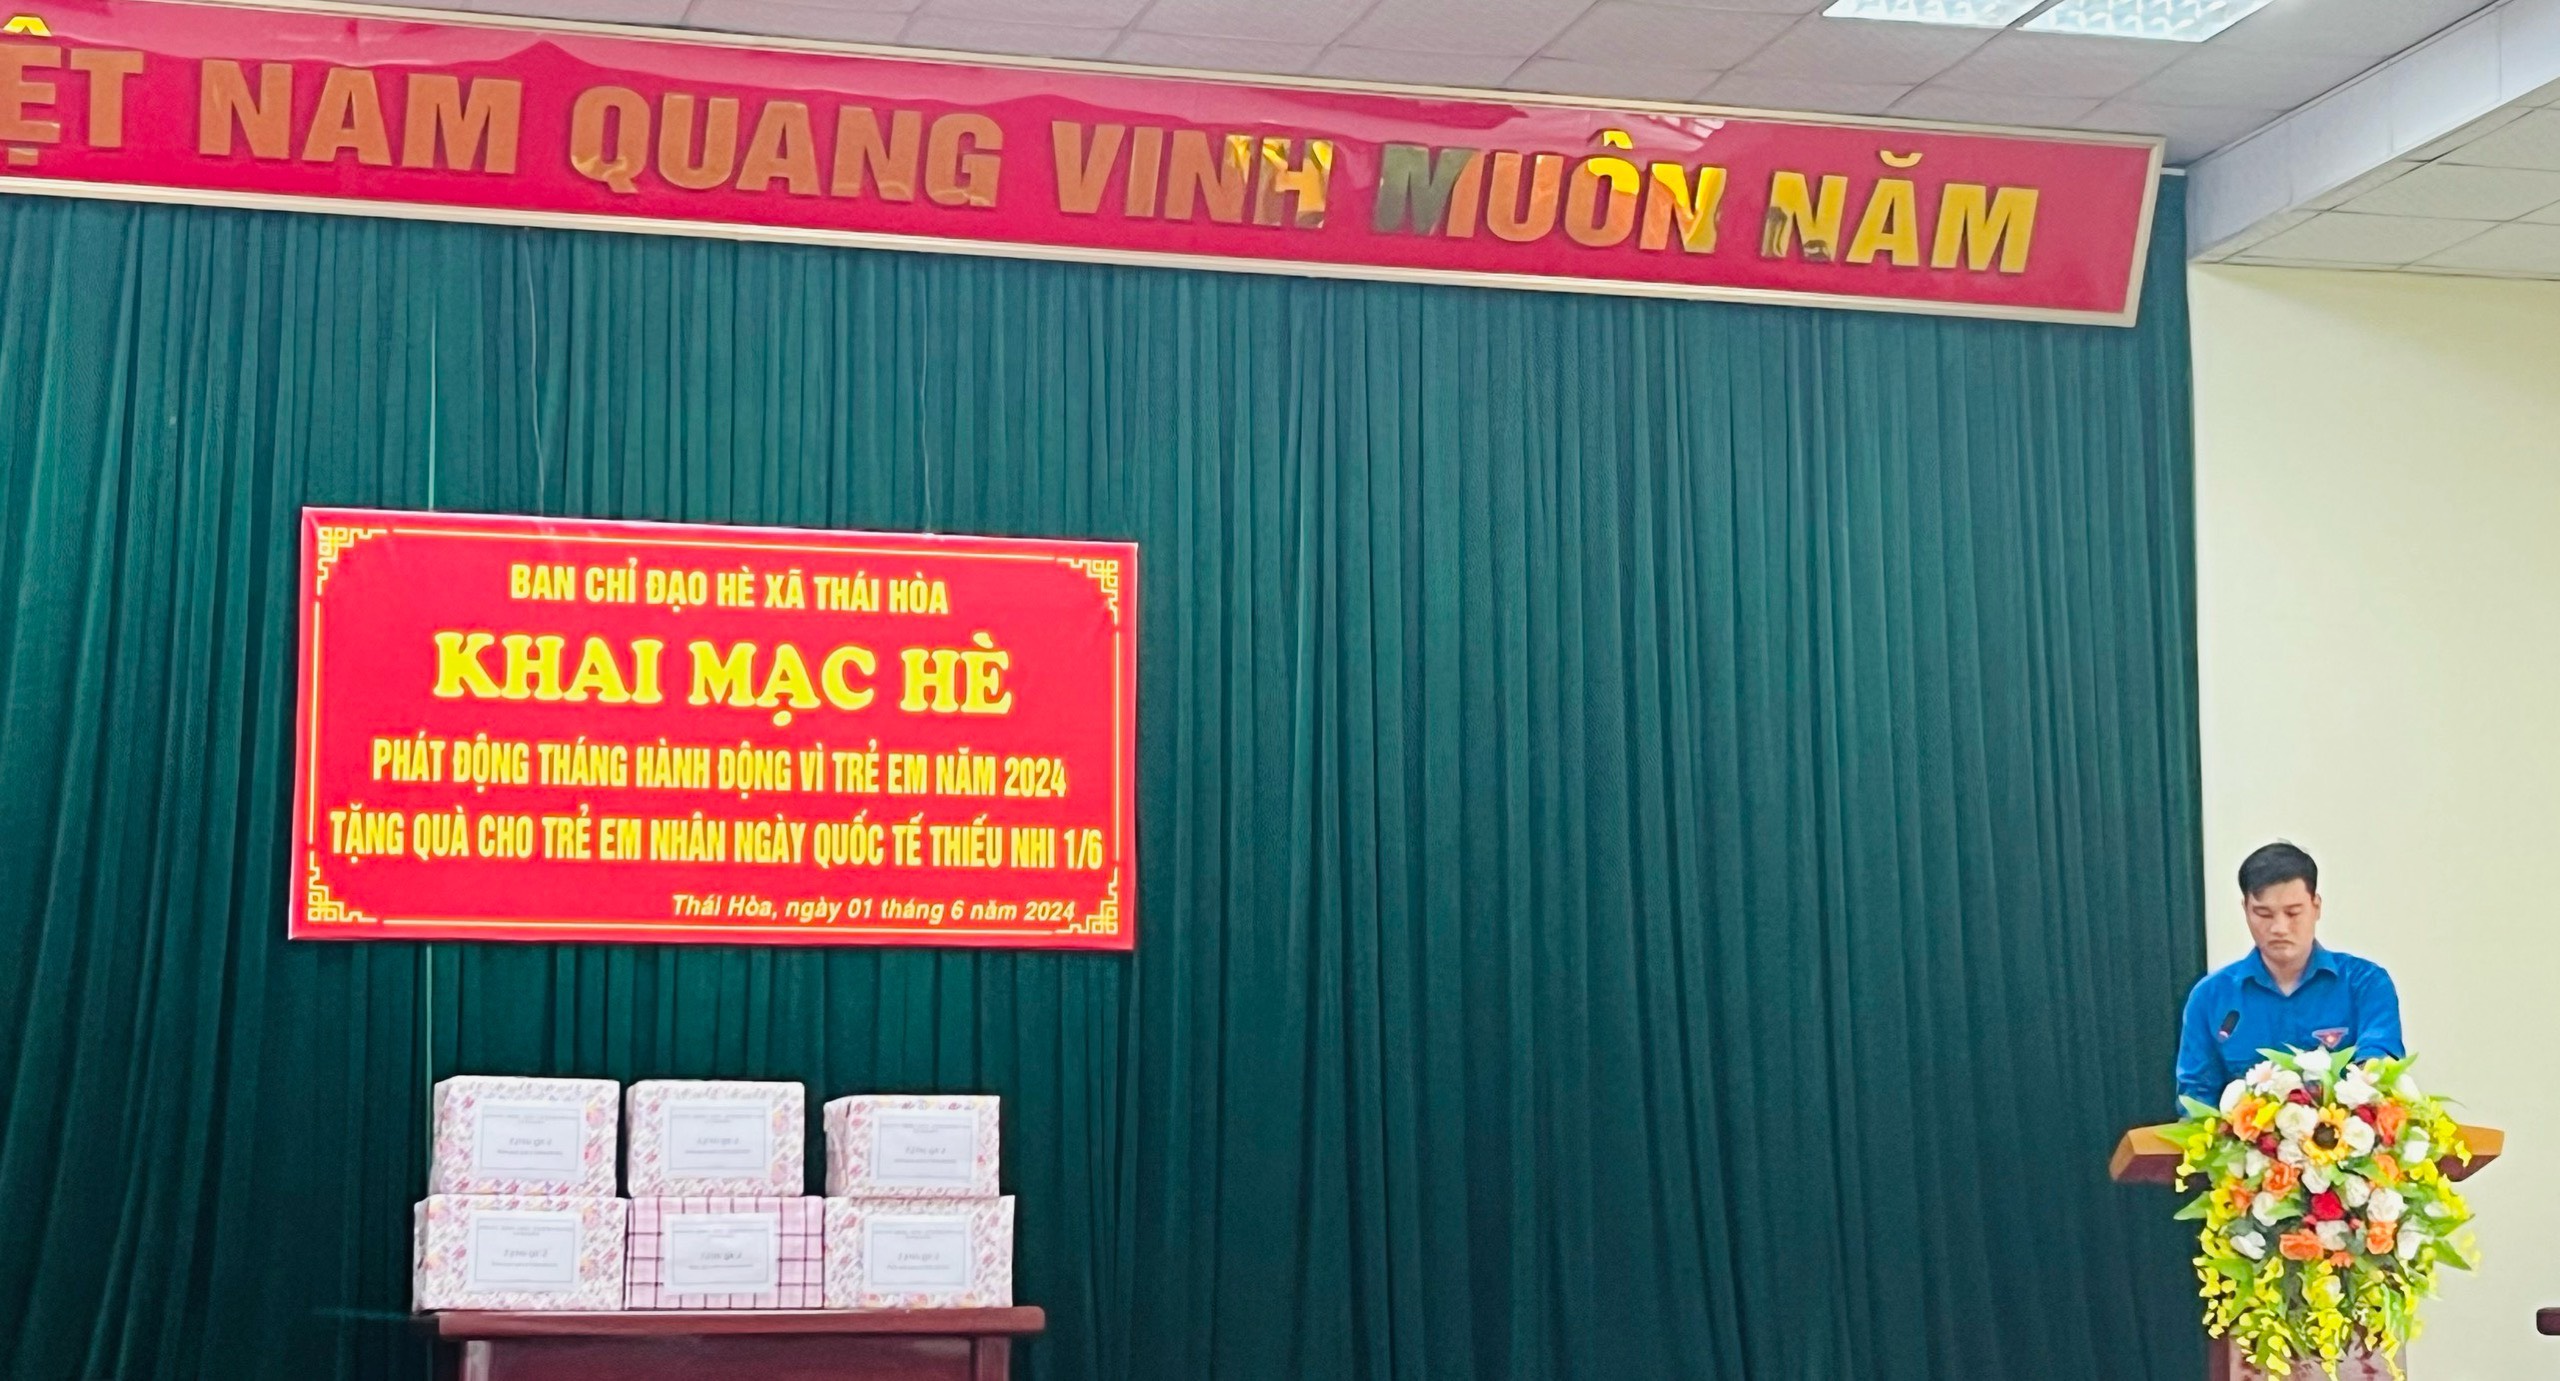 ỆT NAM QUANG VINH MUÔN NĂM
BAN CHỈ ĐẠO HÈ XÃ THÁI HÒA
KHAI MẠC HÈ
PHÁT ĐỘNG THÁNG HÀNH ĐỘNG VÌ TRẺ EM NĂM 2024
TẶNG QUÀ CHO TRẺ EM NHÂN NGÀY QUỐC TẾ THIẾU NHI 1/6
Thái Hòa, ngày 01 tháng 6 năm 2024